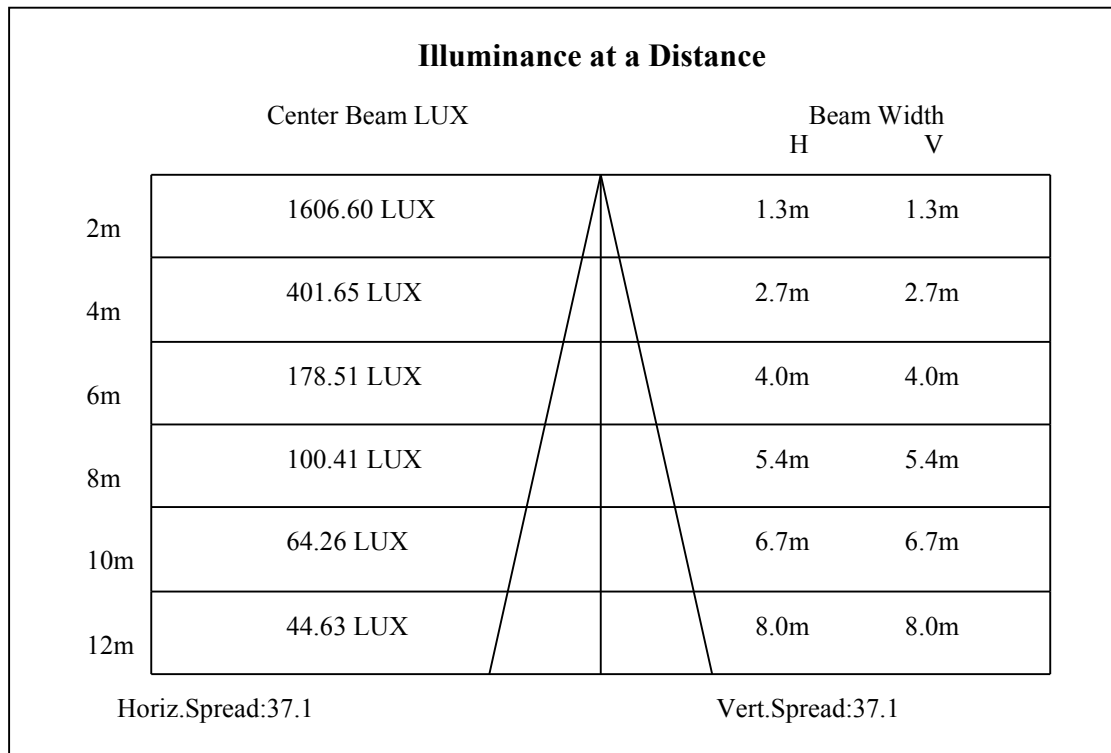 Illuminance at a Distance
Center Beam LUX Beam Width
H V
2m 1606.60 LUX 1.3m 1.3m
4m 401.65 LUX 2.7m 2.7m
6m 178.51 LUX 4.0m 4.0m
8m 100.41 LUX 5.4m 5.4m
10m 64.26 LUX 6.7m 6.7m
12m 44.63 LUX 8.0m 8.0m
Horiz.Spread:37.1 Vert.Spread:37.1